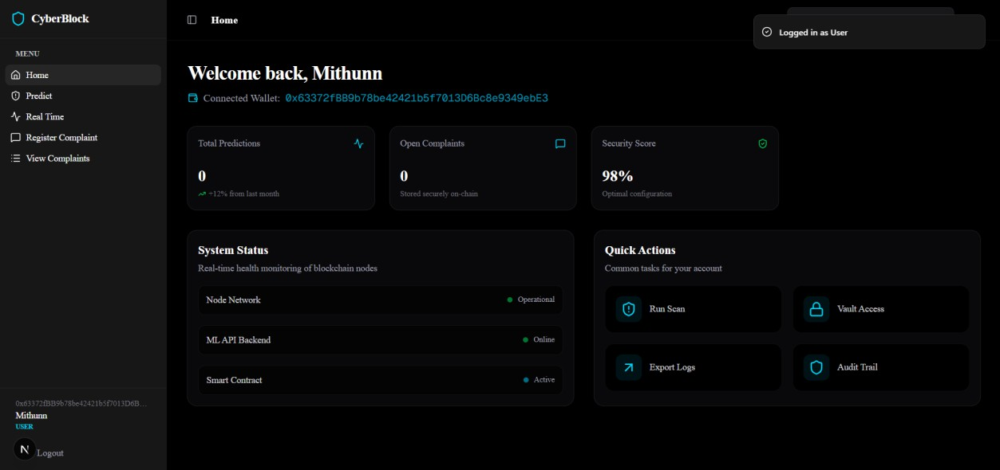 CyberBlock
MENU
Home
Predict
Real Time
Register Complaint
View Complaints
0x63372fBB9b78be42421b5f7013D6B...
Mithunn
USER
N
Logout
Home
Logged in as User
Welcome back, Mithunn
Connected Wallet: 0x63372fBB9b78be42421b5f7013D6Bc8e9349ebE3
Total Predictions
0
+12% from last month
Open Complaints
0
Stored securely on-chain
Security Score
98%
Optimal configuration
System Status
Real-time health monitoring of blockchain nodes
Node Network Operational
ML API Backend Online
Smart Contract Active
Quick Actions
Common tasks for your account
Run Scan
Vault Access
Export Logs
Audit Trail